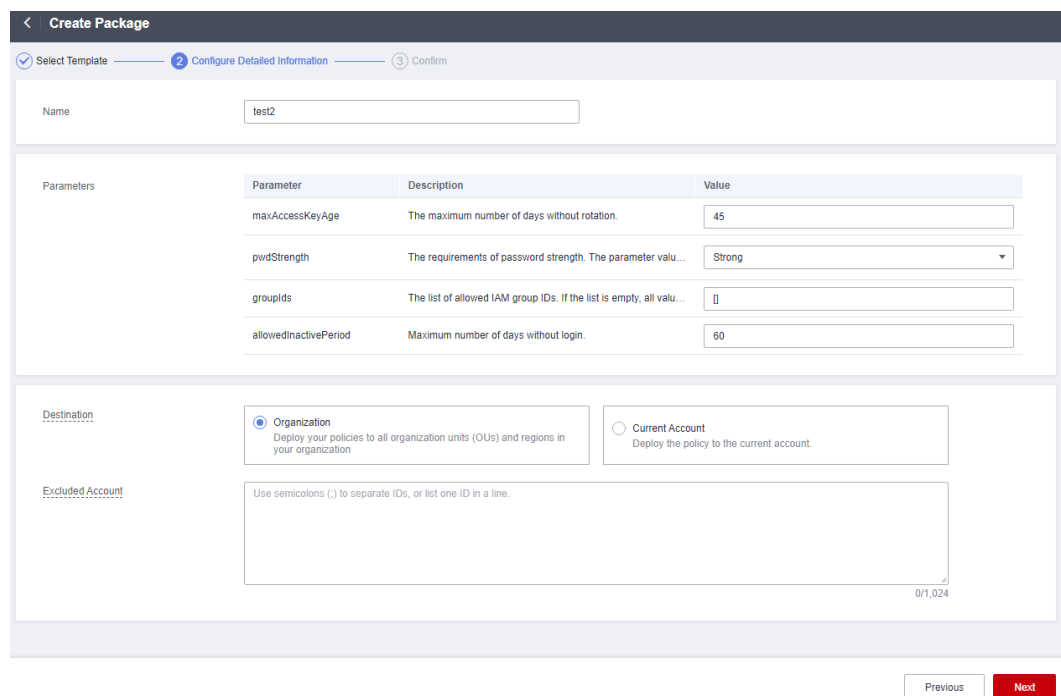 Create Package
Select Template 2 Configure Detailed Information 3 Confirm
Name test2
Parameters Parameter Description Value
maxAccessKeyAge The maximum number of days without rotation. 45
pwdStrength The requirements of password strength. The parameter valu... Strong
groupIds The list of allowed IAM group IDs. If the list is empty, all valu... []
allowedInactivePeriod Maximum number of days without login. 60
Destination
Organization
Deploy your policies to all organization units (OUs) and regions in
your organization
Current Account
Deploy the policy to the current account.
Excluded Account Use semicolons (;) to separate IDs, or list one ID in a line.
0/1,024
Previous Next